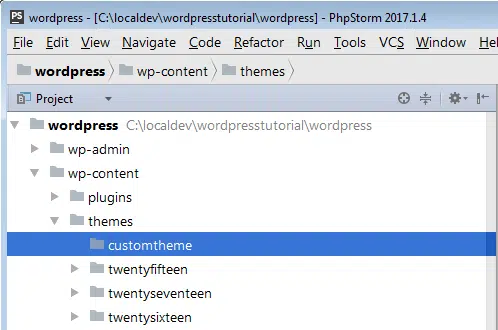 PS wordpress - [C:\localdev\wordpresstutorial\wordpress] - PhpStorm 2017.1.4
File Edit View Navigate Code Refactor Run Tools VCS Window Help
wordpress wp-content themes
Project
wordpress C:\localdev\wordpresstutorial\wordpress
wp-admin
wp-content
plugins
themes
customtheme
twentyfifteen
twentyseventeen
twentysixteen